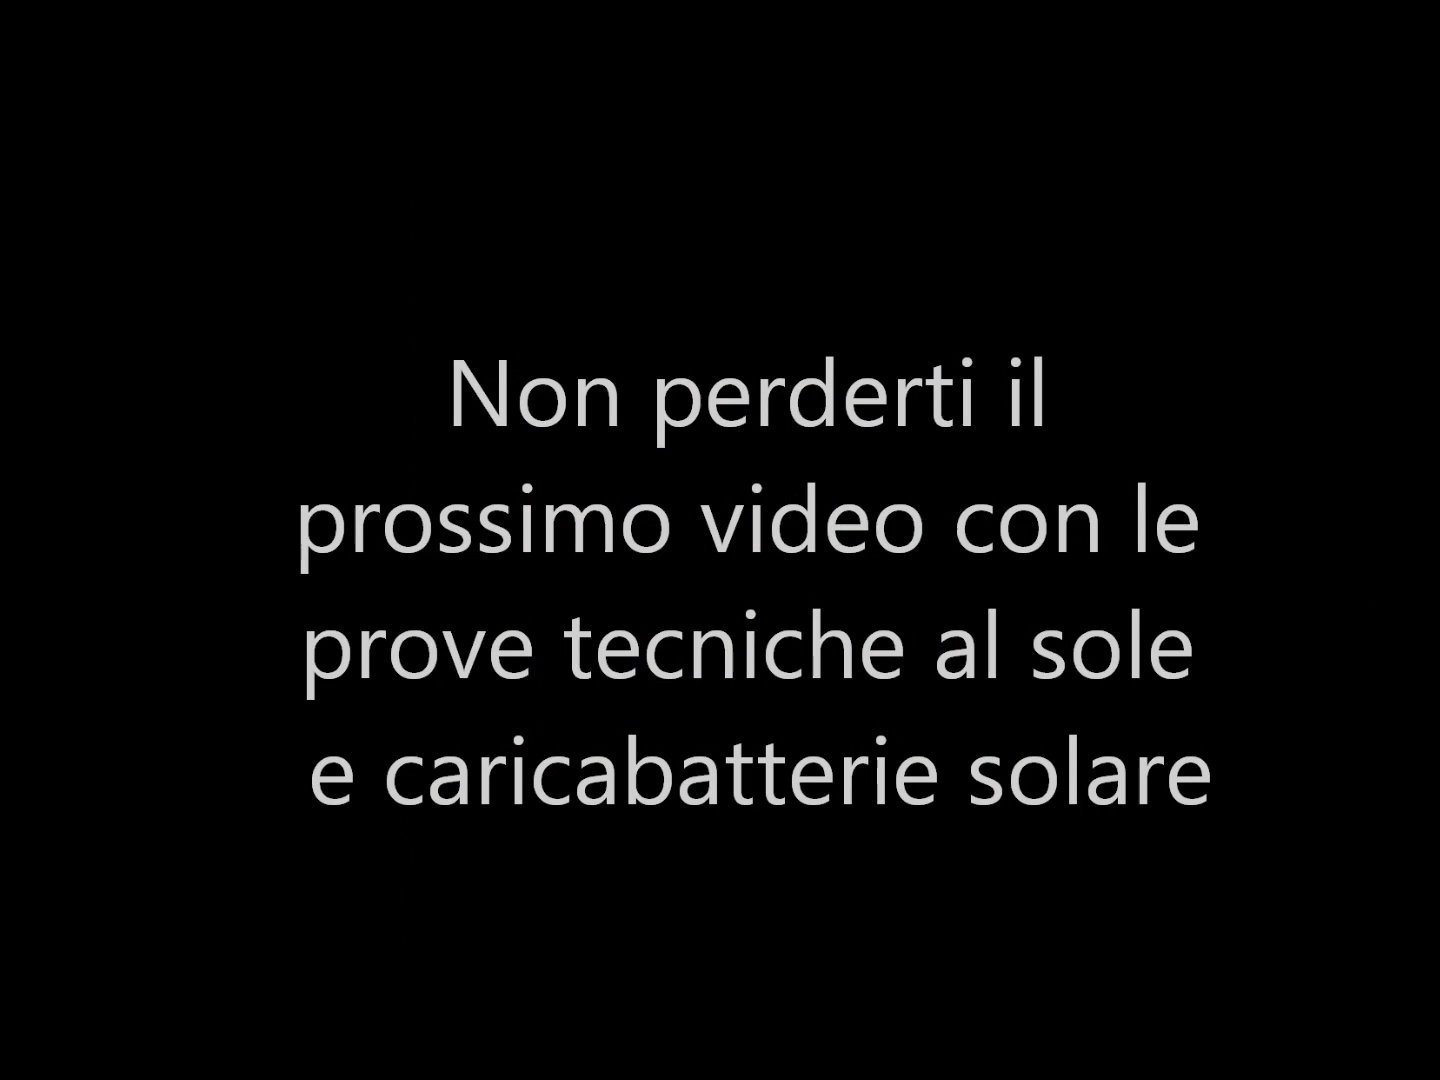 Non perderti il
prossimo video con le
prove tecniche al sole
e caricabatterie solare